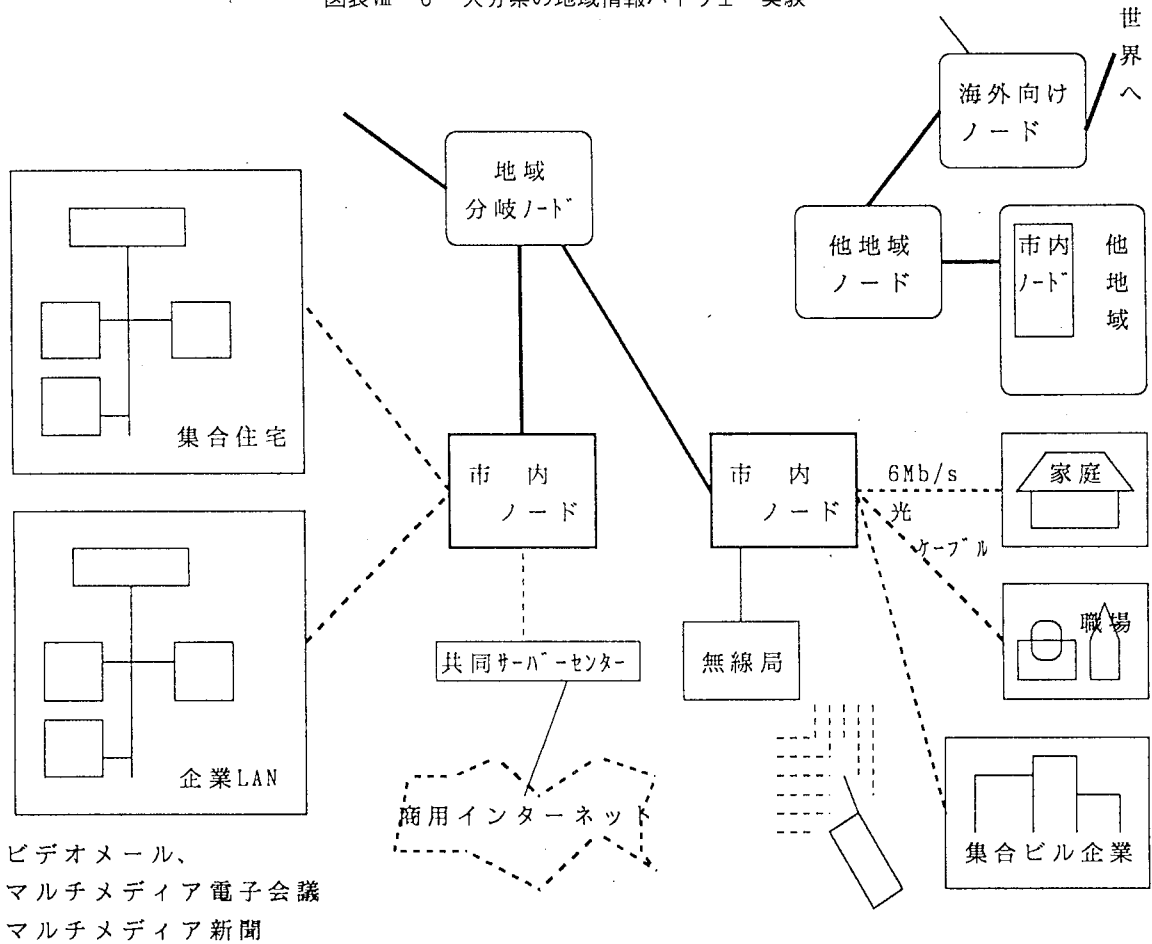 世界へ
海外向け
ノード
地域
分岐ノード
他地域
ノード
市内
ノード
他地域
集合住宅
市内
ノード
市内
ノード
6Mb/s
光
ケーブル
家庭
職場
共同サーバーセンター
無線局
企業LAN
商用インターネット
集合ビル企業
ビデオメール、
マルチメディア電子会議
マルチメディア新聞